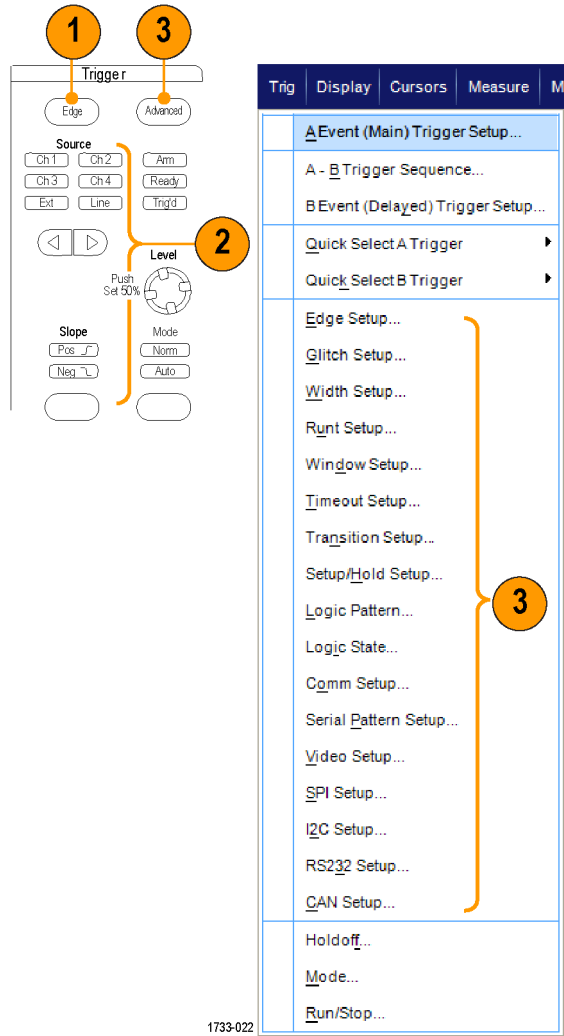 1
3
Trigger
Edge
Advanced
Source
Ch 1 Ch 2 Arm
Ch 3 Ch 4 Ready
Ext Line Trig'd
2
Level
Push
Set 50%
Slope Mode
Pos Norm
Neg Auto
Trig Display Cursors Measure M
A Event (Main) Trigger Setup...
A - B Trigger Sequence...
B Event (Delayed) Trigger Setup...
Quick Select A Trigger
Quick Select B Trigger
Edge Setup...
Glitch Setup...
Width Setup...
Runt Setup...
Window Setup...
Timeout Setup...
Transition Setup...
Setup/Hold Setup...
3
Logic Pattern...
Logic State...
Comm Setup...
Serial Pattern Setup...
Video Setup...
SPI Setup...
I2C Setup...
RS232 Setup...
CAN Setup...
Holdoff...
Mode...
Run/Stop...
1733-022